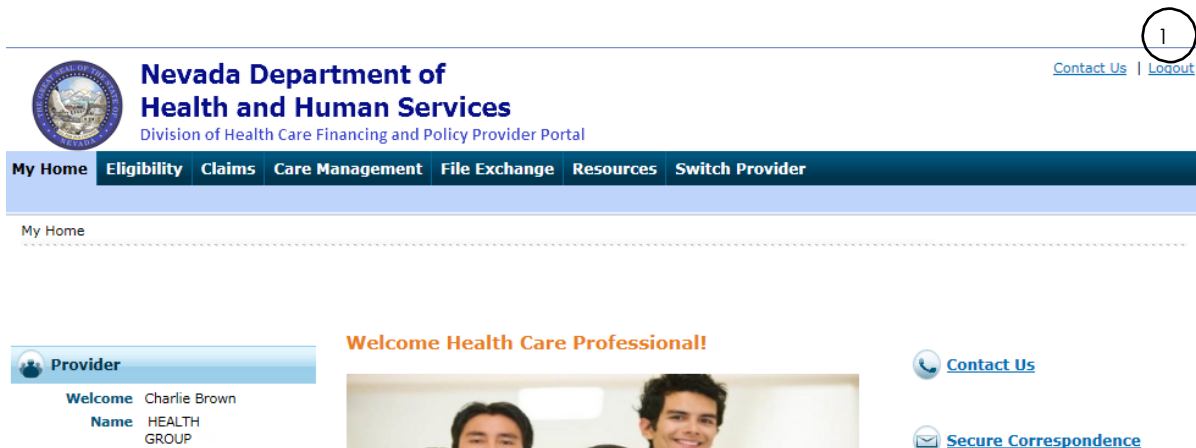 1
Contact Us | Logout
Nevada Department of
Health and Human Services
Division of Health Care Financing and Policy Provider Portal
My Home Eligibility Claims Care Management File Exchange Resources Switch Provider
My Home
Welcome Health Care Professional!
Provider
Contact Us
Welcome Charlie Brown
Name HEALTH
GROUP
Secure Correspondence